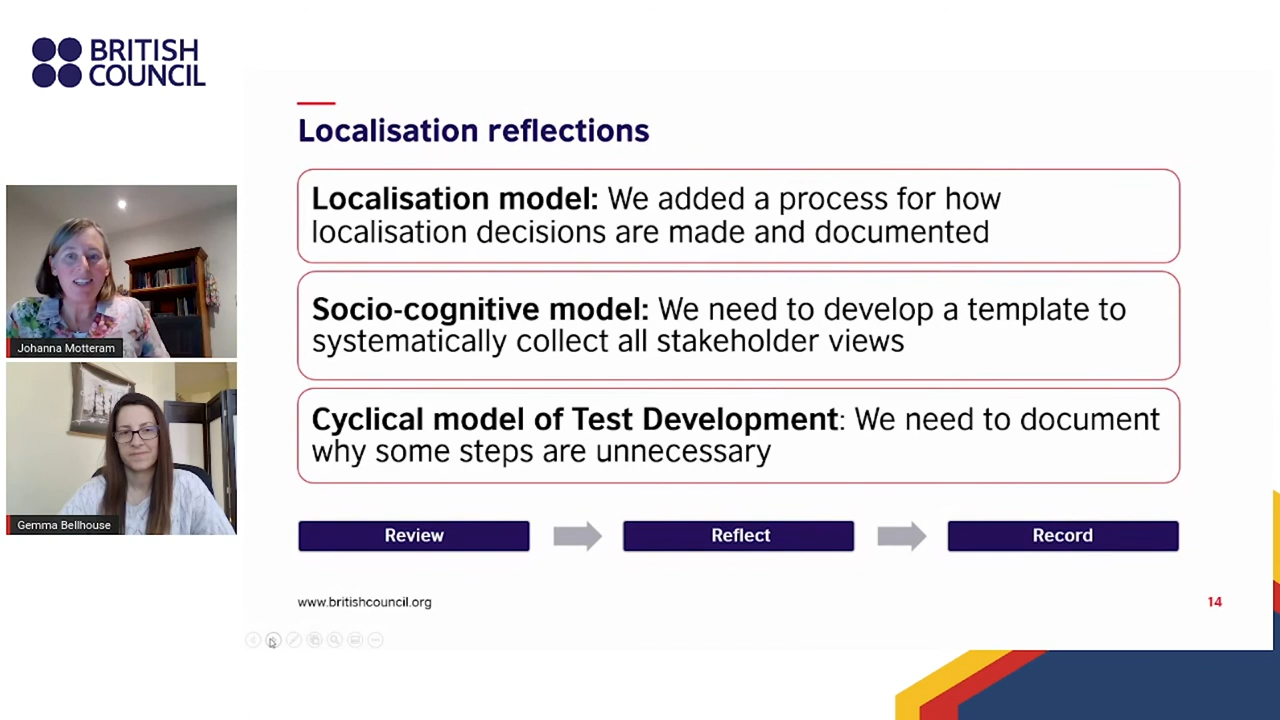 BRITISH
COUNCIL
Localisation reflections
Localisation model: We added a process for how
localisation decisions are made and documented
Socio-cognitive model: We need to develop a template to
systematically collect all stakeholder views
Cyclical model of Test Development: We need to document
why some steps are unnecessary
Johanna Motteram
Gemma Bellhouse
Review
Reflect
Record
www.britishcouncil.org
14